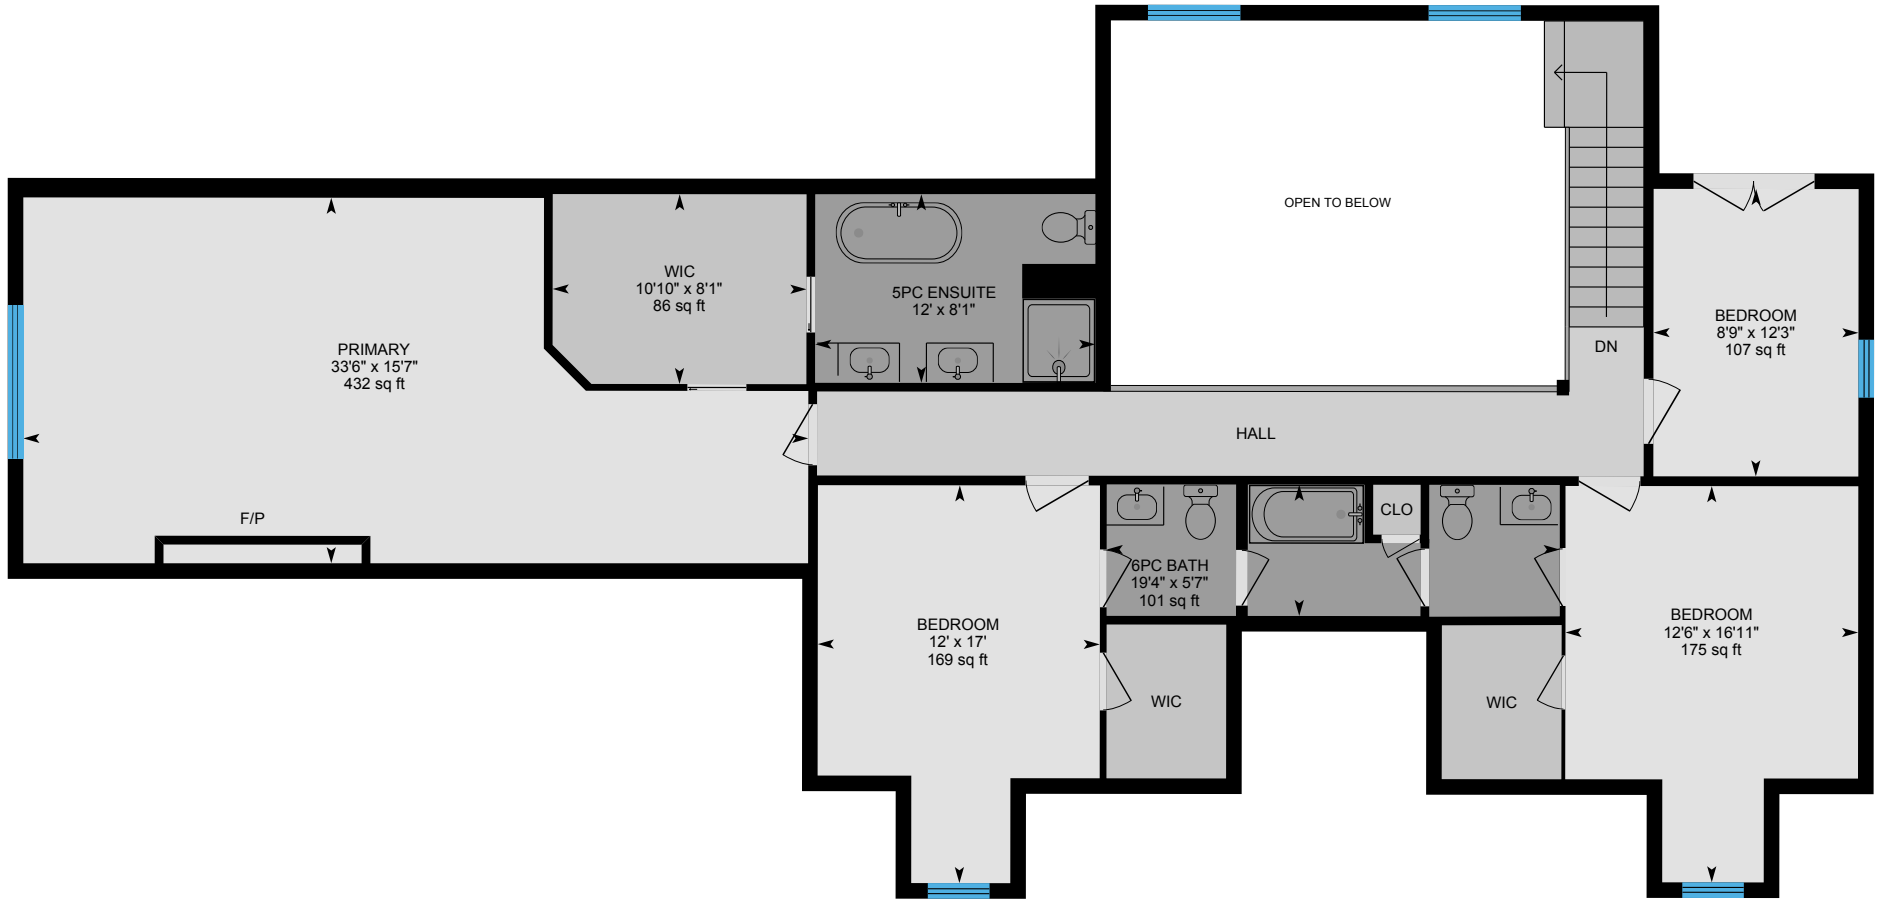 OPEN TO BELOW
WIC
10'10" x 8'1"
86 sq ft
5PC ENSUITE
12' x 8'1"
BEDROOM
8'9" x 12'3"
107 sq ft
PRIMARY
33'6" x 15'7"
432 sq ft
DN
HALL
F/P
CLO
6PC BATH
19'4" x 5'7"
101 sq ft
BEDROOM
12' x 17'
169 sq ft
BEDROOM
12'6" x 16'11"
175 sq ft
WIC
WIC